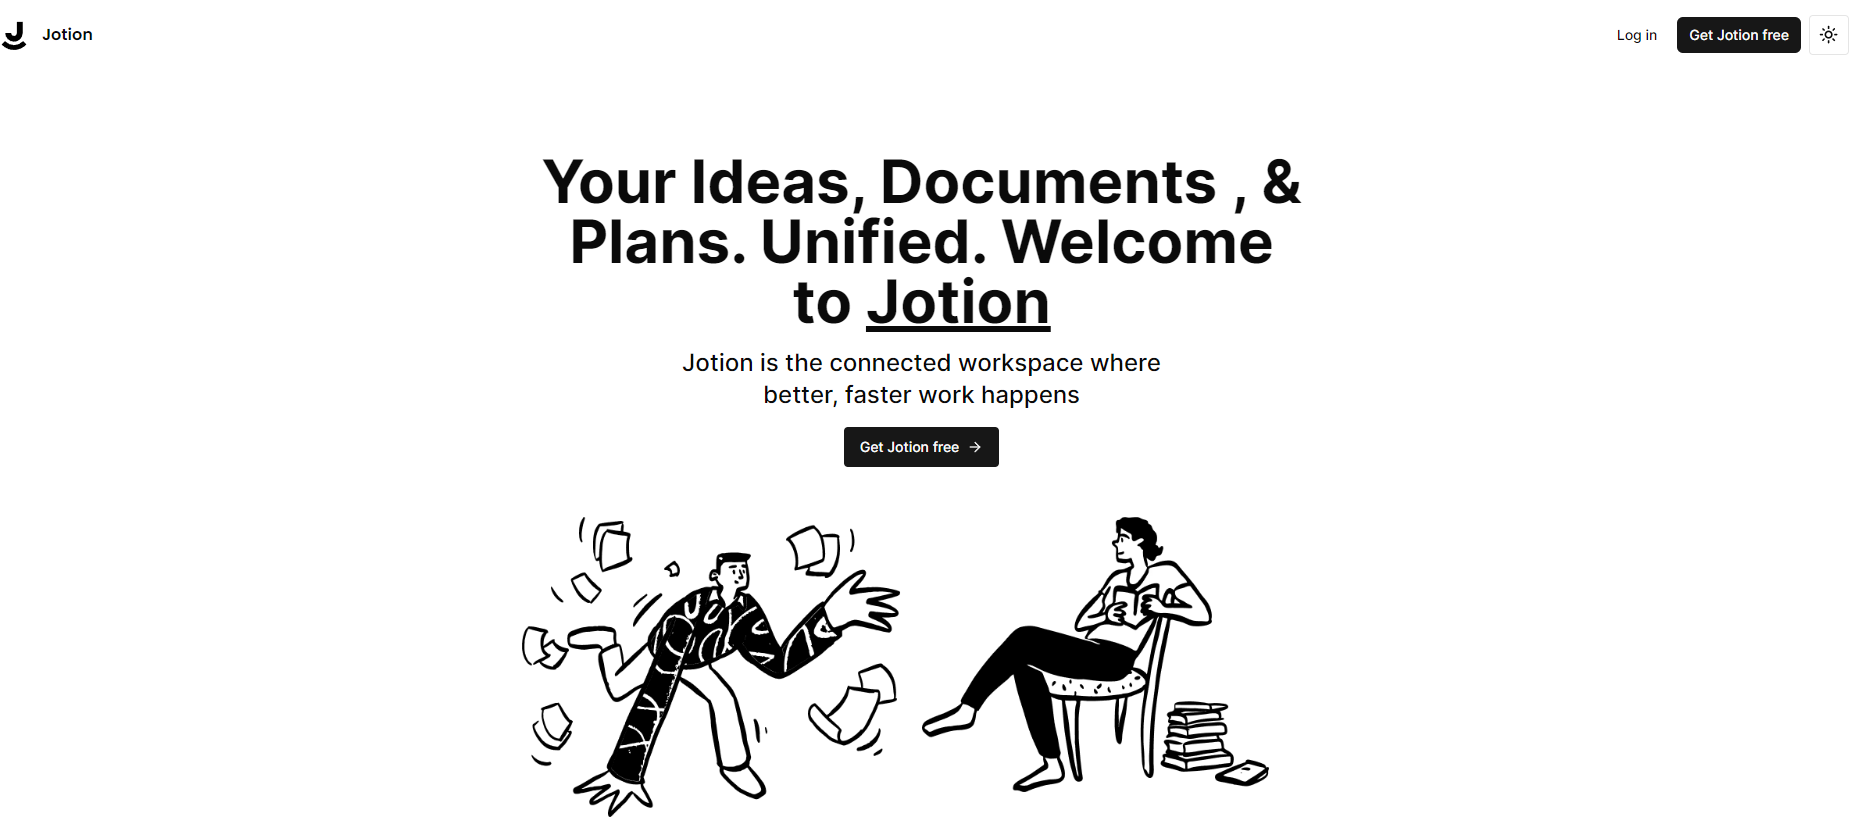 Jotion
Log in
Get Jotion free
Your Ideas, Documents , &
Plans. Unified. Welcome
to Jotion
Jotion is the connected workspace where
better, faster work happens
Get Jotion free